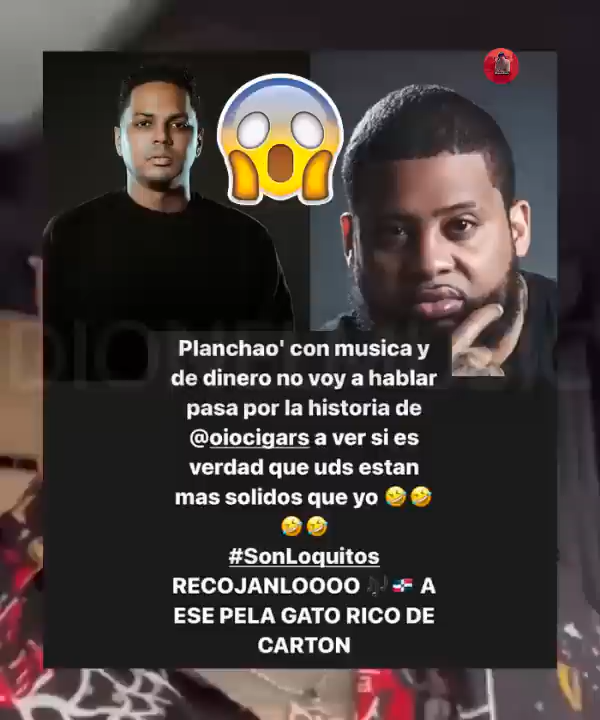 Planchao' con musica y
de dinero no voy a hablar
pasa por la historia de
@oiocigars a ver si es
verdad que uds estan
mas solidos que yo 🤣🤣
🤣🤣
#SonLoquitos
RECOJANLOOOO 🎶🇩🇴 A
ESE PELA GATO RICO DE
CARTON